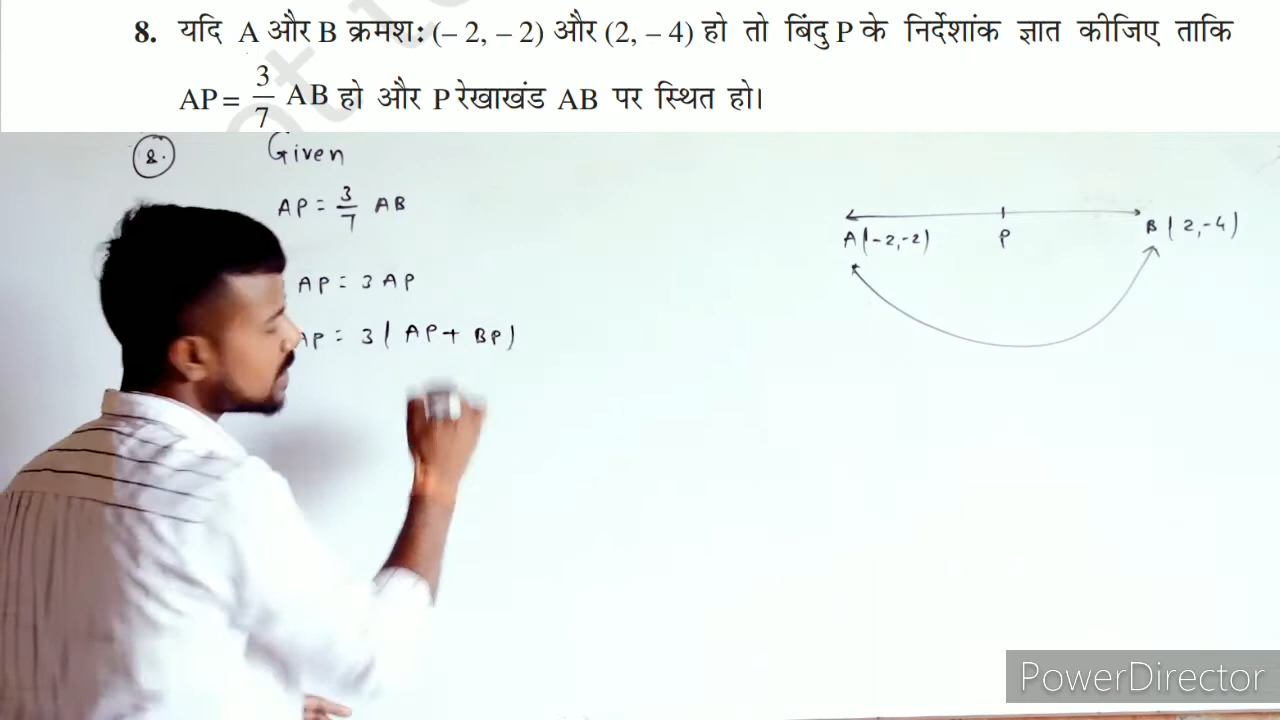 8. यदि A और B क्रमश: (– 2, – 2) और (2, – 4) हो तो बिंदु P के निर्देशांक ज्ञात कीजिए ताकि
AP = 3/7 AB हो और P रेखाखंड AB पर स्थित हो।
8. Given
AP = 3/7 AB
AP = 3 AP
AP = 3 ( AP + BP )
A(-2,-2) P B(2,-4)
PowerDirector